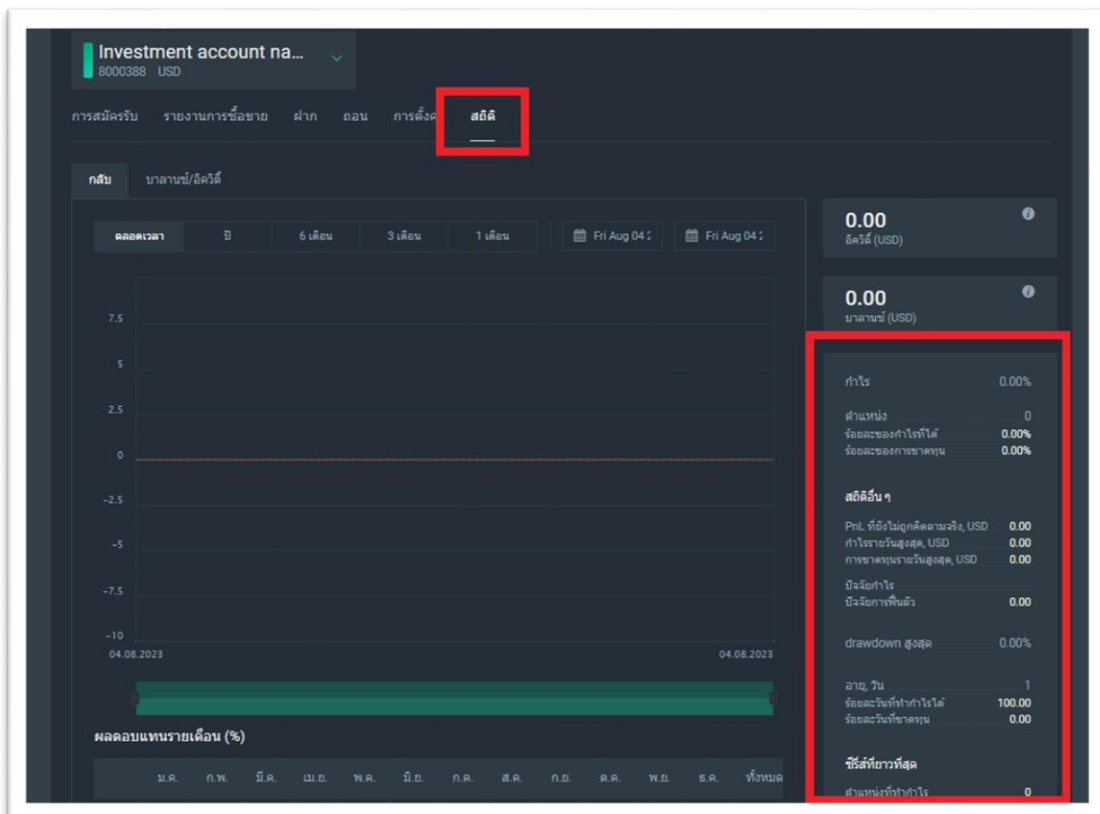 Investment account na...
8000388 USD
การสมัครรับ รายงานการซื้อขาย ฝาก ถอน การตั้งค สถิติ
กลับ บาลานซ์/อิควิตี้
ตลอดเวลา ปี 6 เดือน 3 เดือน 1 เดือน Fri Aug 04 Fri Aug 04
0.00
อิควิตี้ (USD)
0.00
บาลานซ์ (USD)
7.5
5
2.5
0
-2.5
-5
-7.5
-10
04.08.2023 04.08.2023
กำไร 0.00%
ตำแหน่ง 0
ร้อยละของกำไรที่ได้ 0.00%
ร้อยละของการขาดทุน 0.00%
สถิติอื่น ๆ
PnL ที่ยังไม่ถูกคิดตามจริง, USD 0.00
กำไรรายวันสูงสุด, USD 0.00
การขาดทุนรายวันสูงสุด, USD 0.00
ปัจจัยกำไร
ปัจจัยการฟื้นตัว 0.00
drawdown สูงสุด 0.00%
อายุ, วัน 1
ร้อยละวันที่ทำกำไรได้ 100.00
ร้อยละวันที่ขาดทุน 0.00
ซีรีส์ที่ยาวที่สุด
ตำแหน่งที่ทำกำไร 0
ผลตอบแทนรายเดือน (%)
ม.ค. ก.พ. มี.ค. เม.ย. พ.ค. มิ.ย. ก.ค. ส.ค. ก.ย. ต.ค. พ.ย. ธ.ค. ทั้งหมด